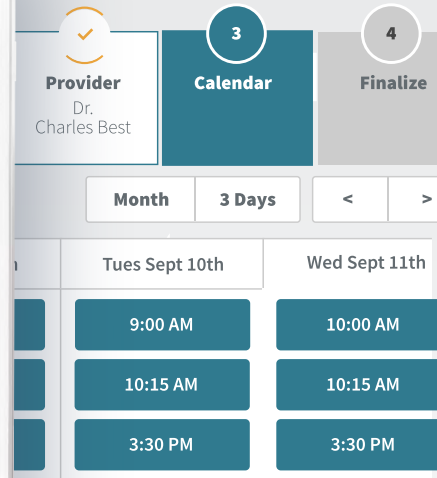 3
4
Provider
Calendar
Finalize
Dr.
Charles Best
Month
3 Days
<
>
Tues Sept 10th
Wed Sept 11th
9:00 AM
10:00 AM
10:15 AM
10:15 AM
3:30 PM
3:30 PM